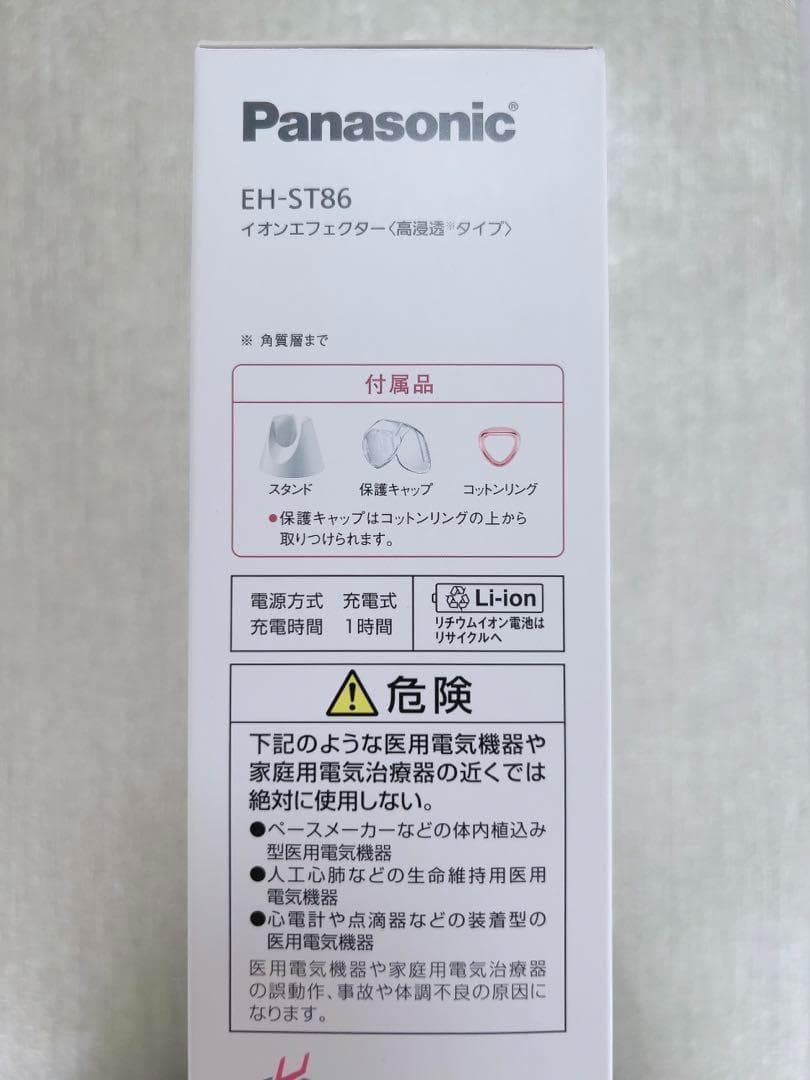 Panasonic®
EH-ST86
イオンエフェクター〈高浸透※タイプ〉
※ 角質層まで
付属品
スタンド 保護キャップ コットンリング
●保護キャップはコットンリングの上から
取りつけられます。
電源方式 充電式
充電時間 1時間
Li-ion
リチウムイオン電池は
リサイクルへ
危険
下記のような医用電気機器や
家庭用電気治療器の近くでは
絶対に使用しない。
●ペースメーカーなどの体内植込み
型医用電気機器
●人工心肺などの生命維持用医用
電気機器
●心電計や点滴器などの装着型の
医用電気機器
医用電気機器や家庭用電気治療器
の誤動作、事故や体調不良の原因に
なります。